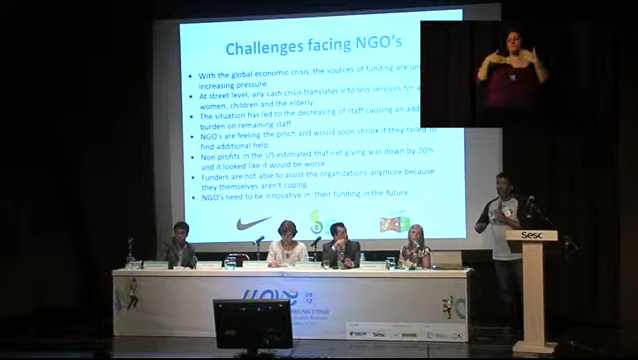 Challenges facing NGO's
• With the global economic crisis, the sources of funding are
increasing pressure.
• At street level, any cash crisis translates into less services for
women, children and the elderly.
• The situation has led to the decreasing of staff causing an
burden on remaining staff.
• NGO's are feeling the pinch and would soon shrink if they failed to
find additional help.
• Non-profits in the US estimated that net giving was down by 20%
and it looked like it would be worse.
• Funders are not able to assist the organizations anymore because
they themselves aren't coping.
• NGO's need to be innovative in their funding in the future.
Sesc
Sesc